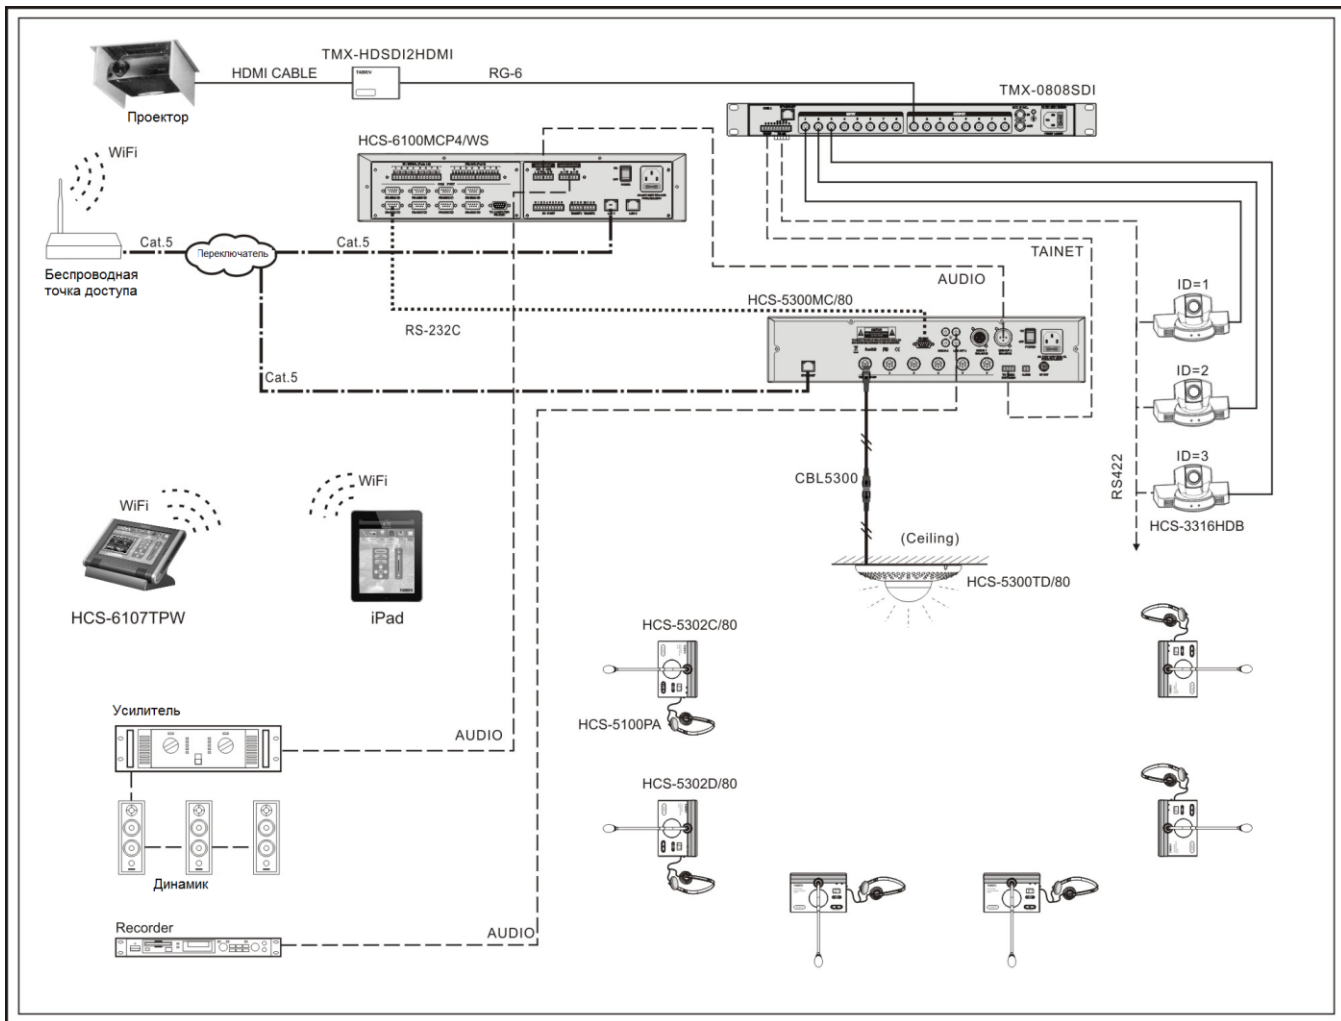 TMX-HDSDI2HDMI
HDMI CABLE
RG-6
TMX-0808SDI
Проектор
HCS-6100MCP4/WS
WiFi
Cat.5
Переключатель
Cat.5
Беспроводная
точка доступа
TAINET
AUDIO
ID=1
HCS-5300MC/80
RS-232C
Cat.5
ID=2
ID=3
RS422
CBL5300
HCS-3316HDB
WiFi
WiFi
(Ceiling)
HCS-5300TD/80
HCS-6107TPW
iPad
HCS-5302C/80
HCS-5100PA
Усилитель
AUDIO
HCS-5302D/80
Динамик
Recorder
AUDIO